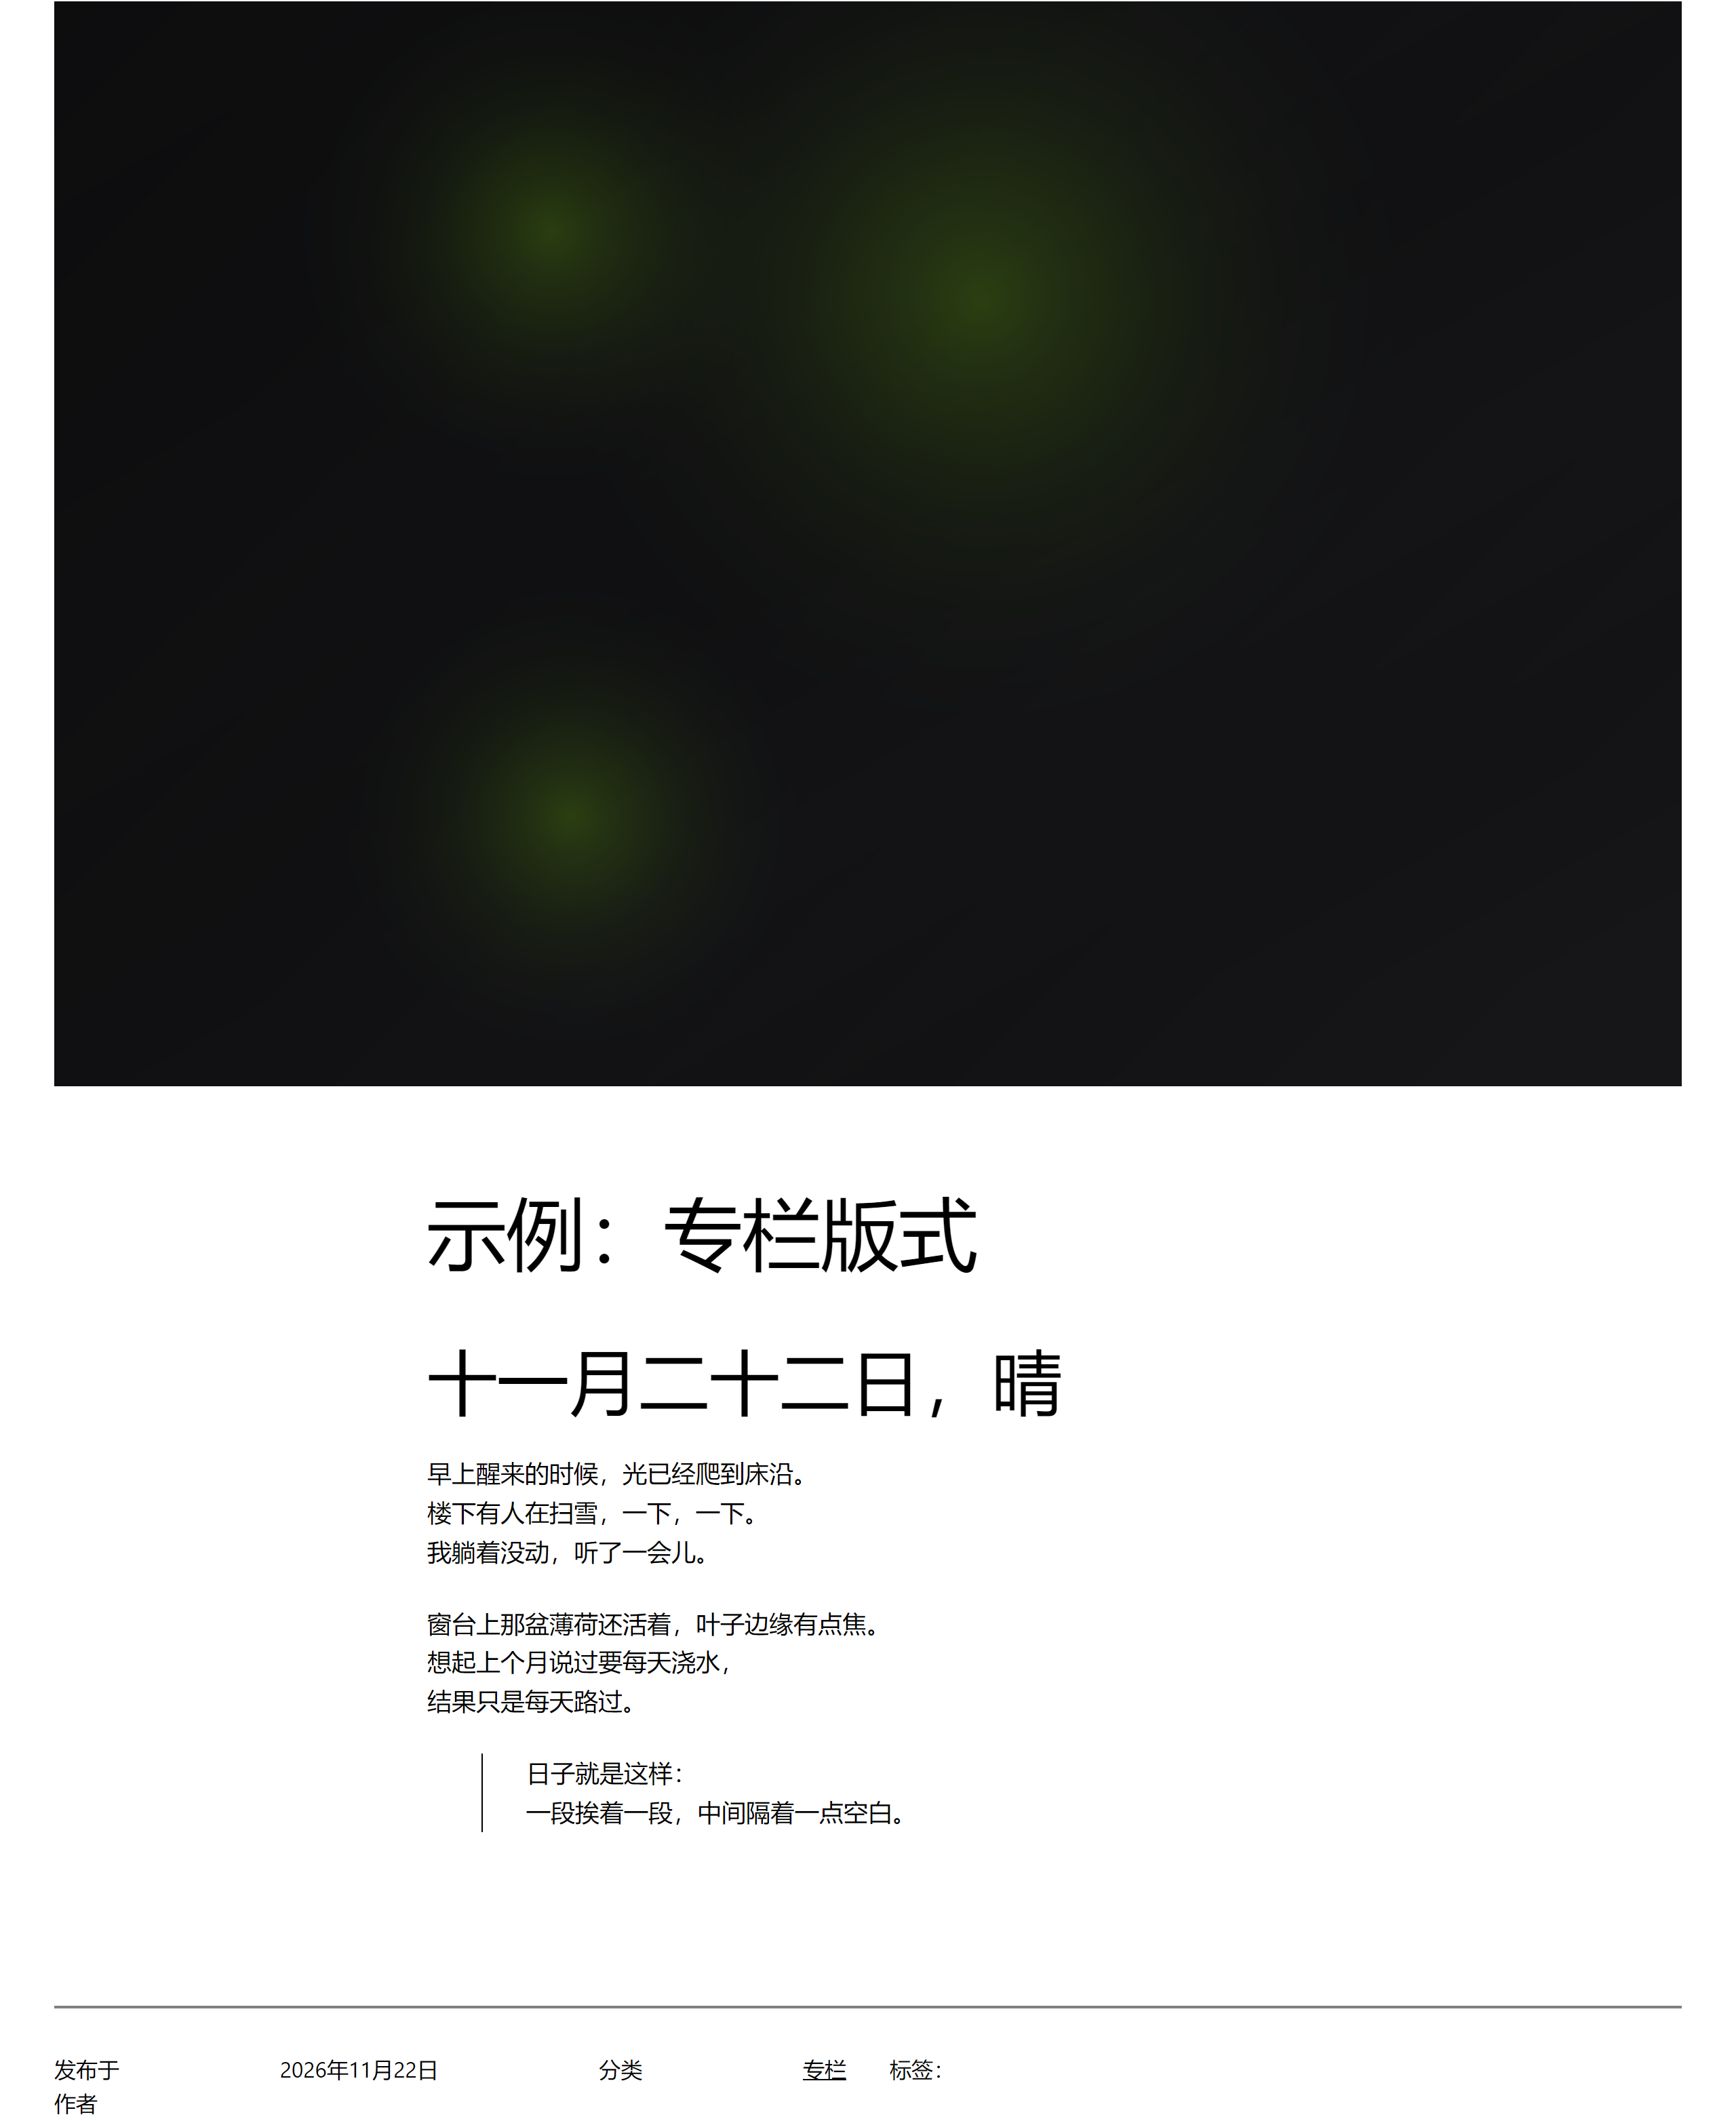 示例：专栏版式
十一月二十二日，晴
早上醒来的时候，光已经爬到床沿。
楼下有人在扫雪，一下，一下。
我躺着没动，听了一会儿。
窗台上那盆薄荷还活着，叶子边缘有点焦。
想起上个月说过要每天浇水，
结果只是每天路过。
日子就是这样：
一段挨着一段，中间隔着一点空白。
发布于 2026年11月22日 分类 专栏 标签：
作者